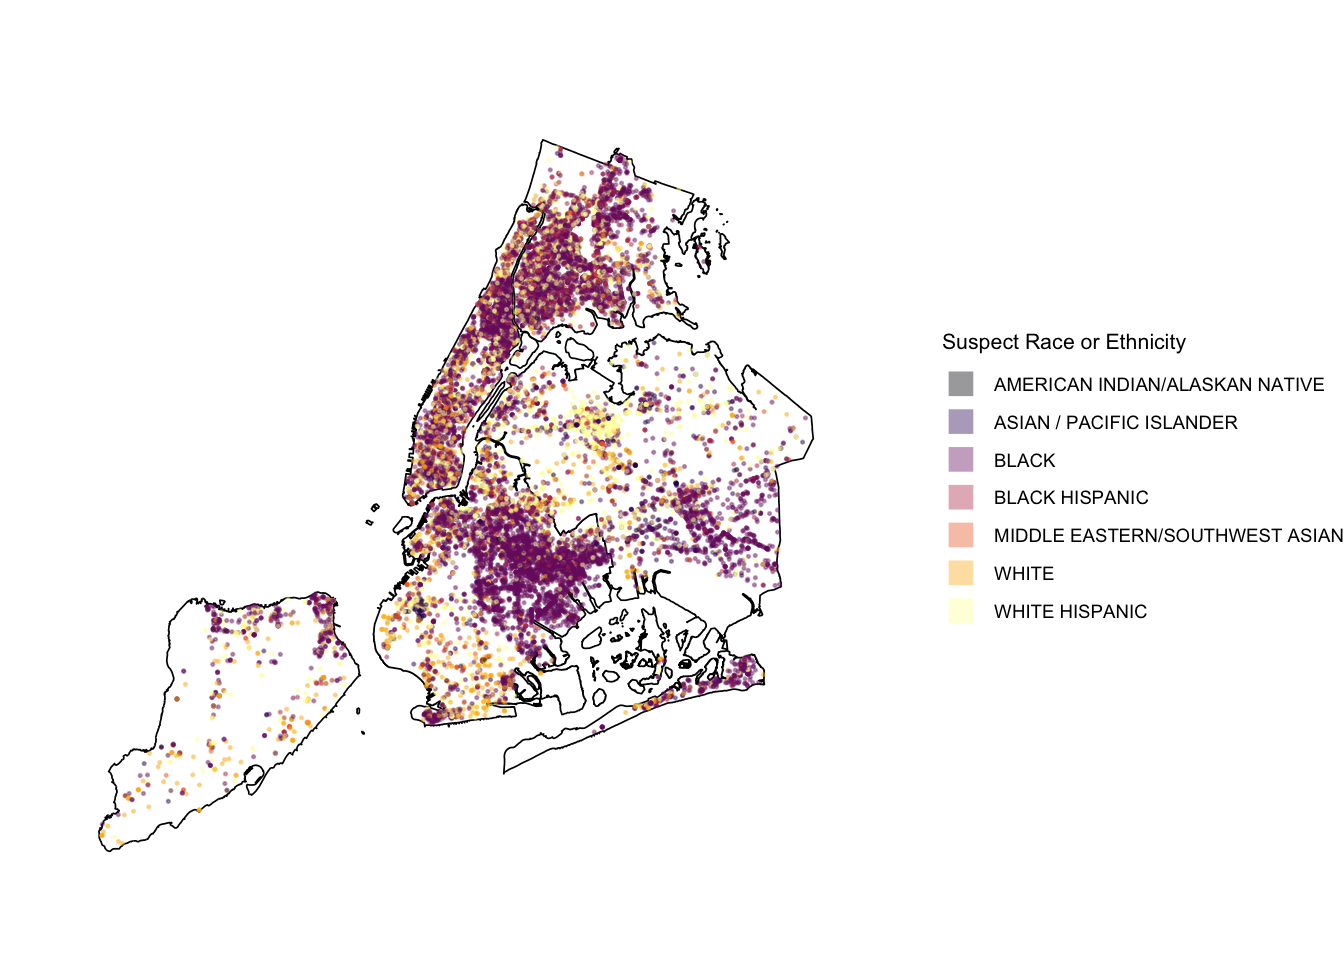 Suspect Race or Ethnicity
AMERICAN INDIAN/ALASKAN NATIVE
ASIAN / PACIFIC ISLANDER
BLACK
BLACK HISPANIC
MIDDLE EASTERN/SOUTHWEST ASIAN
WHITE
WHITE HISPANIC